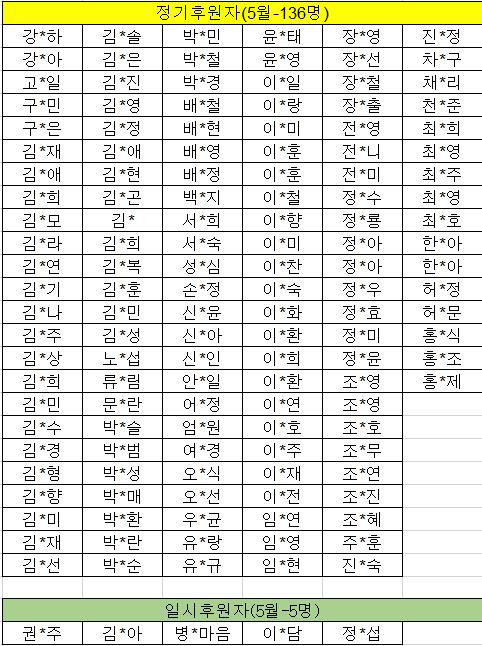 정기후원자(5월-136명)
강*하 김*솔 박*민 윤*태 장*영 진*정
강*아 김*은 박*철 윤*영 장*선 차*구
고*일 김*진 박*경 이*일 장*철 채*리
구*민 김*영 배*철 이*랑 장*출 천*준
구*은 김*정 배*현 이*미 전*영 최*희
김*재 김*애 배*영 이*훈 전*니 최*영
김*애 김*현 배*정 이*훈 전*미 최*주
김*희 김*곤 백*지 이*철 정*수 최*영
김*모 김* 서*희 이*향 정*룡 최*호
김*라 김*희 서*숙 이*미 정*아 한*아
김*연 김*복 성*심 이*찬 정*아 한*아
김*기 김*훈 손*정 이*숙 정*우 허*정
김*나 김*민 신*윤 이*화 정*효 허*문
김*주 김*성 신*아 이*환 정*미 홍*식
김*상 노*섭 신*인 이*희 정*윤 홍*조
김*희 류*림 안*일 이*환 조*영 홍*제
김*민 문*란 어*정 이*연 조*영
김*수 박*슬 엄*원 이*호 조*호
김*경 박*범 여*경 이*주 조*무
김*형 박*성 오*식 이*재 조*연
김*향 박*매 오*선 이*전 조*진
김*미 박*환 우*균 임*연 조*혜
김*재 박*란 유*랑 임*영 주*훈
김*선 박*순 유*규 임*현 진*숙
일시후원자(5월-5명)
권*주 김*아 병*마음 이*담 정*섭